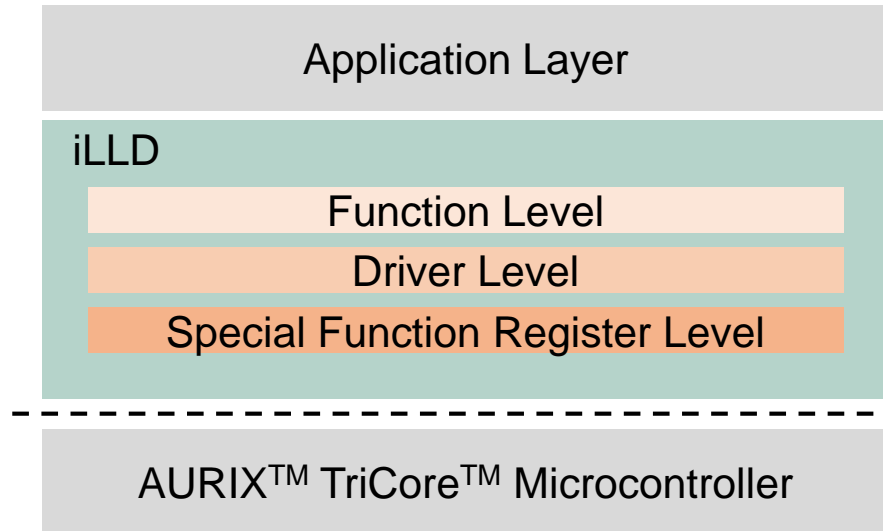 Application Layer
iLLD
Function Level
Driver Level
Special Function Register Level
AURIX™ TriCore™ Microcontroller